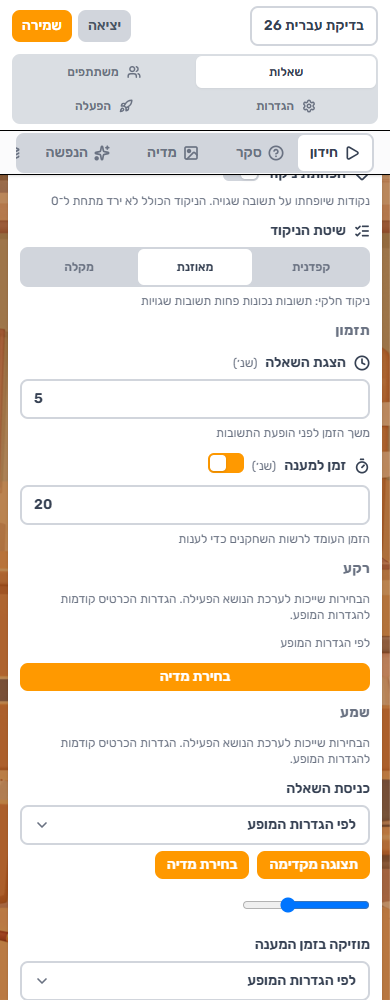 בדיקת עברית 26
יציאה
שמירה
שאלות
משתתפים
הגדרות
הפעלה
חידון
סקר
מדיה
הנפשה
נקודות שיופחתו על תשובה שגויה. הניקוד הכולל לא ירד מתחת ל־0
שיטת הניקוד
קפדנית
מאוזנת
מקלה
ניקוד חלקי: תשובות נכונות פחות תשובות שגויות
תזמון
הצגת השאלה (שנ׳)
5
משך הזמן לפני הופעת התשובות
זמן למענה (שנ׳)
20
הזמן העומד לרשות השחקנים כדי לענות
רקע
הבחירות שייכות לערכת הנושא הפעילה. הגדרות הכרטיס קודמות
להגדרות המופע.
לפי הגדרות המופע
בחירת מדיה
שמע
הבחירות שייכות לערכת הנושא הפעילה. הגדרות הכרטיס קודמות
להגדרות המופע.
כניסת השאלה
לפי הגדרות המופע
תצוגה מקדימה
בחירת מדיה
מוזיקה בזמן המענה
לפי הגדרות המופע